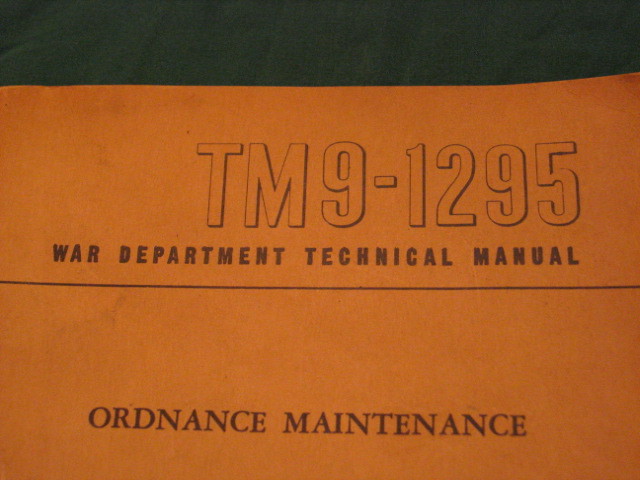 TM9-1295
WAR DEPARTMENT TECHNICAL MANUAL
ORDNANCE MAINTENANCE